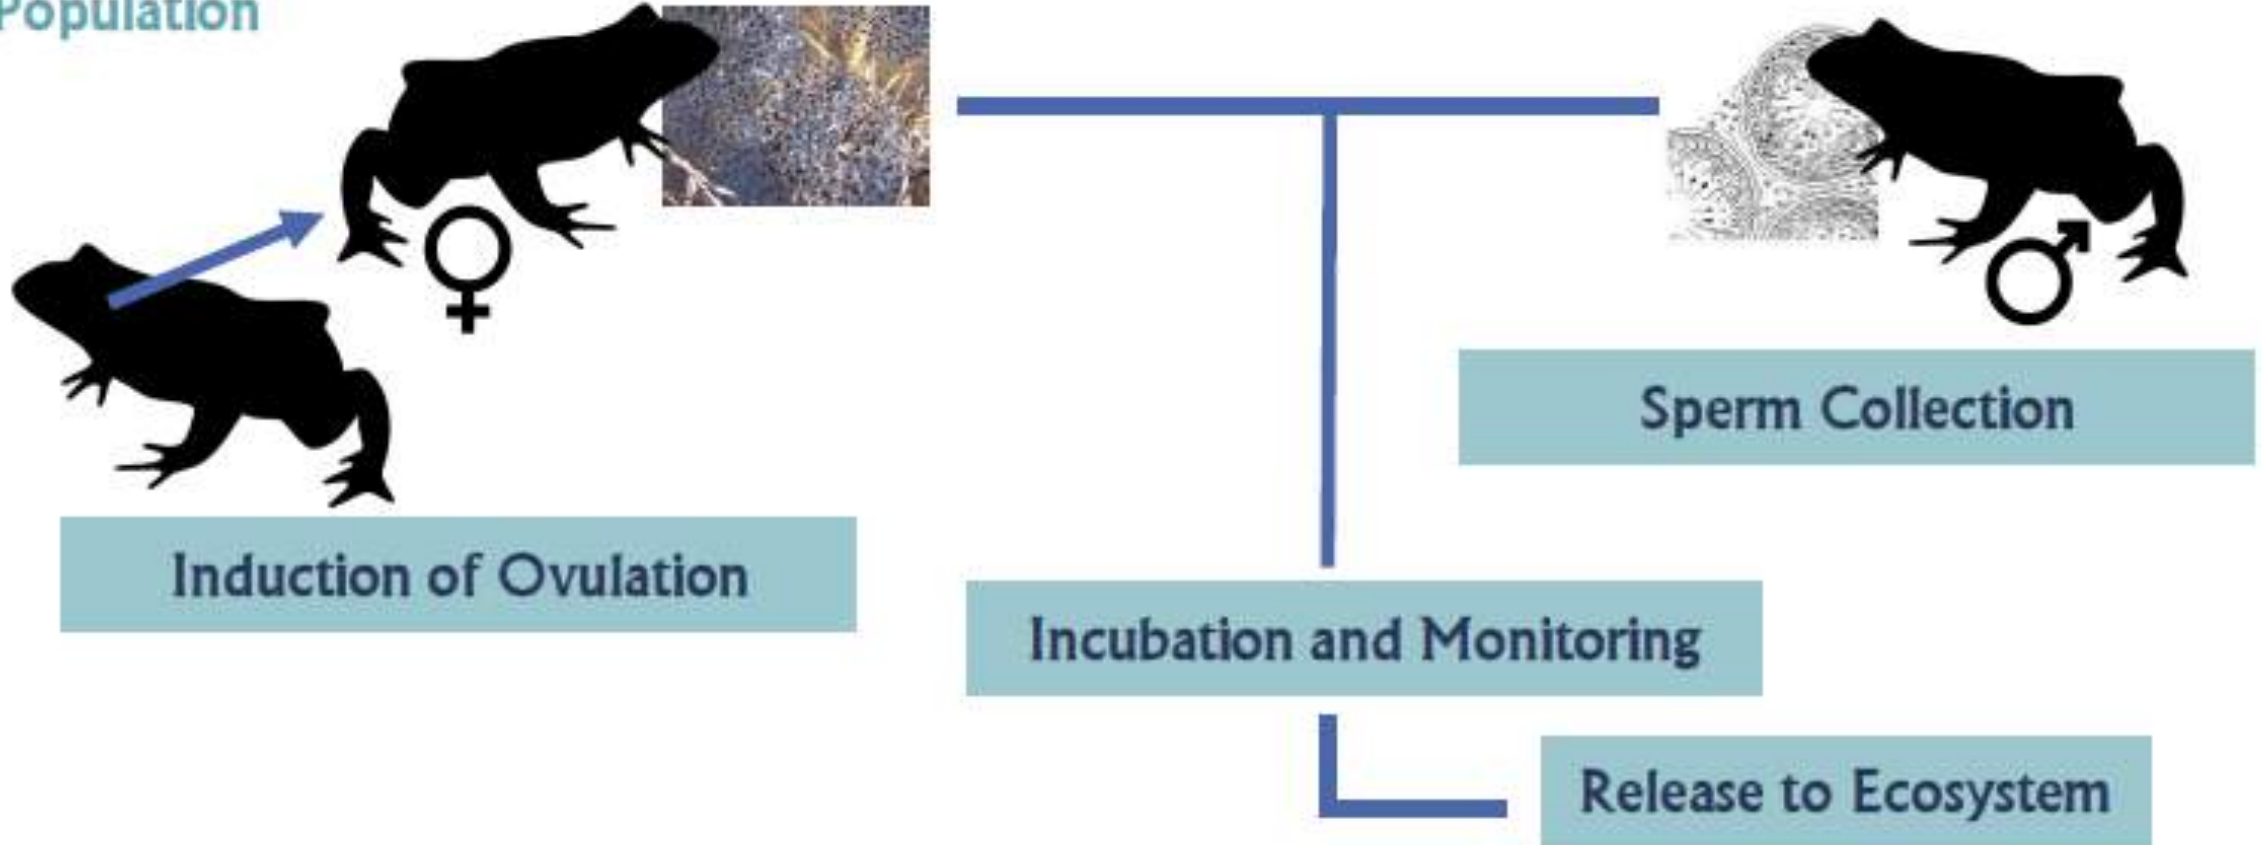 Population
Sperm Collection
Induction of Ovulation
Incubation and Monitoring
Release to Ecosystem